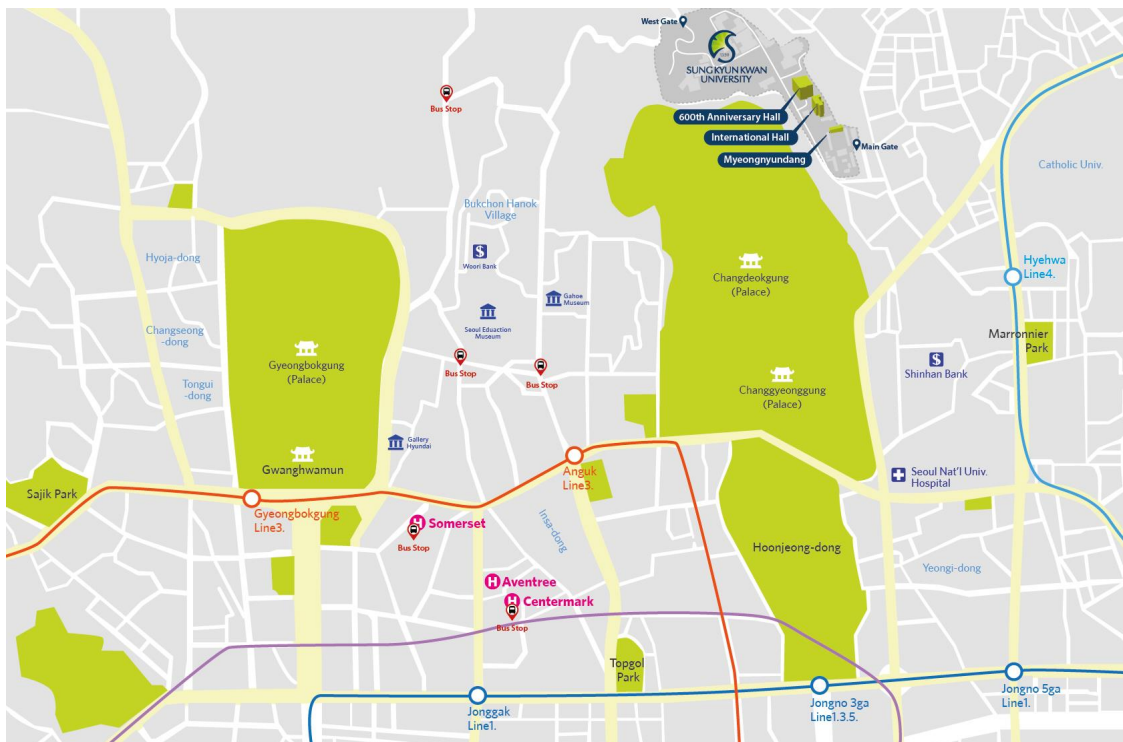 West Gate
SUNG KYUN KWAN
UNIVERSITY
Bus Stop
600th Anniversary Hall
International Hall
Main Gate
Myeongnyundang
Catholic Univ.
Bukchon Hanok
Village
Hyoja-dong
Woori Bank
Changdeokgung
(Palace)
Hyehwa
Line4.
Gahoe
Museum
Changseong
-dong
Seoul Eduaction
Museum
Marronnier
Park
Gyeongbokgung
(Palace)
Bus Stop
Bus Stop
Shinhan Bank
Tongui
-dong
Changgyeonggung
(Palace)
Gallery
Hyundai
Gwanghwamun
Anguk
Line3.
Seoul Nat'l Univ.
Hospital
Sajik Park
Gyeongbokgung
Line3.
H Somerset
Bus Stop
Insa-dong
Hoonjeong-dong
Yeongi-dong
H Aventree
H Centermark
Bus Stop
Topgol
Park
Jonggak
Line1.
Jongno 3ga
Line1.3.5.
Jongno 5ga
Line1.